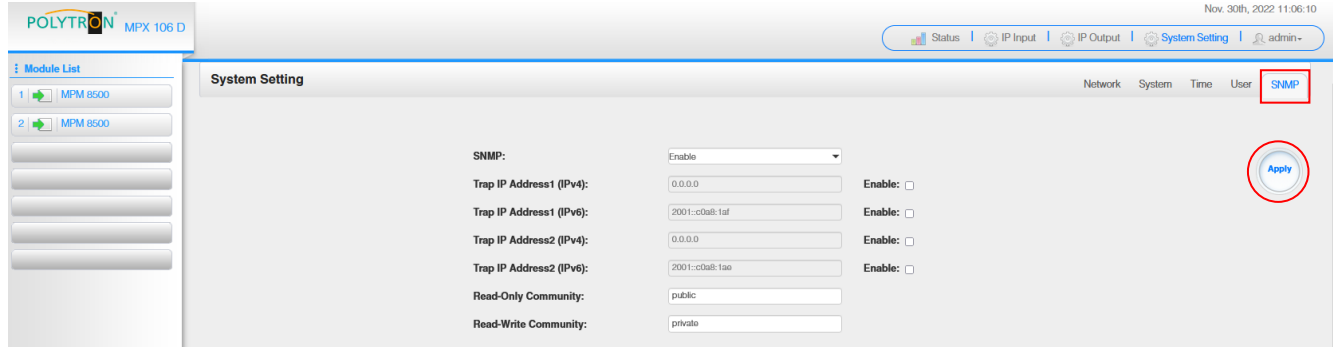 Nov. 30th, 2022 11:06:10
POLYTRON MPX 106 D
Status | IP Input | IP Output | System Setting | admin
Module List
System Setting
Network System Time User SNMP
1 MPM 8500
2 MPM 8500
SNMP: Enable
Apply
Trap IP Address1 (IPv4): 0.0.0.0 Enable:
Trap IP Address1 (IPv6): 2001::c0a8:1af Enable:
Trap IP Address2 (IPv4): 0.0.0.0 Enable:
Trap IP Address2 (IPv6): 2001::c0a8:1ae Enable:
Read-Only Community: public
Read-Write Community: private